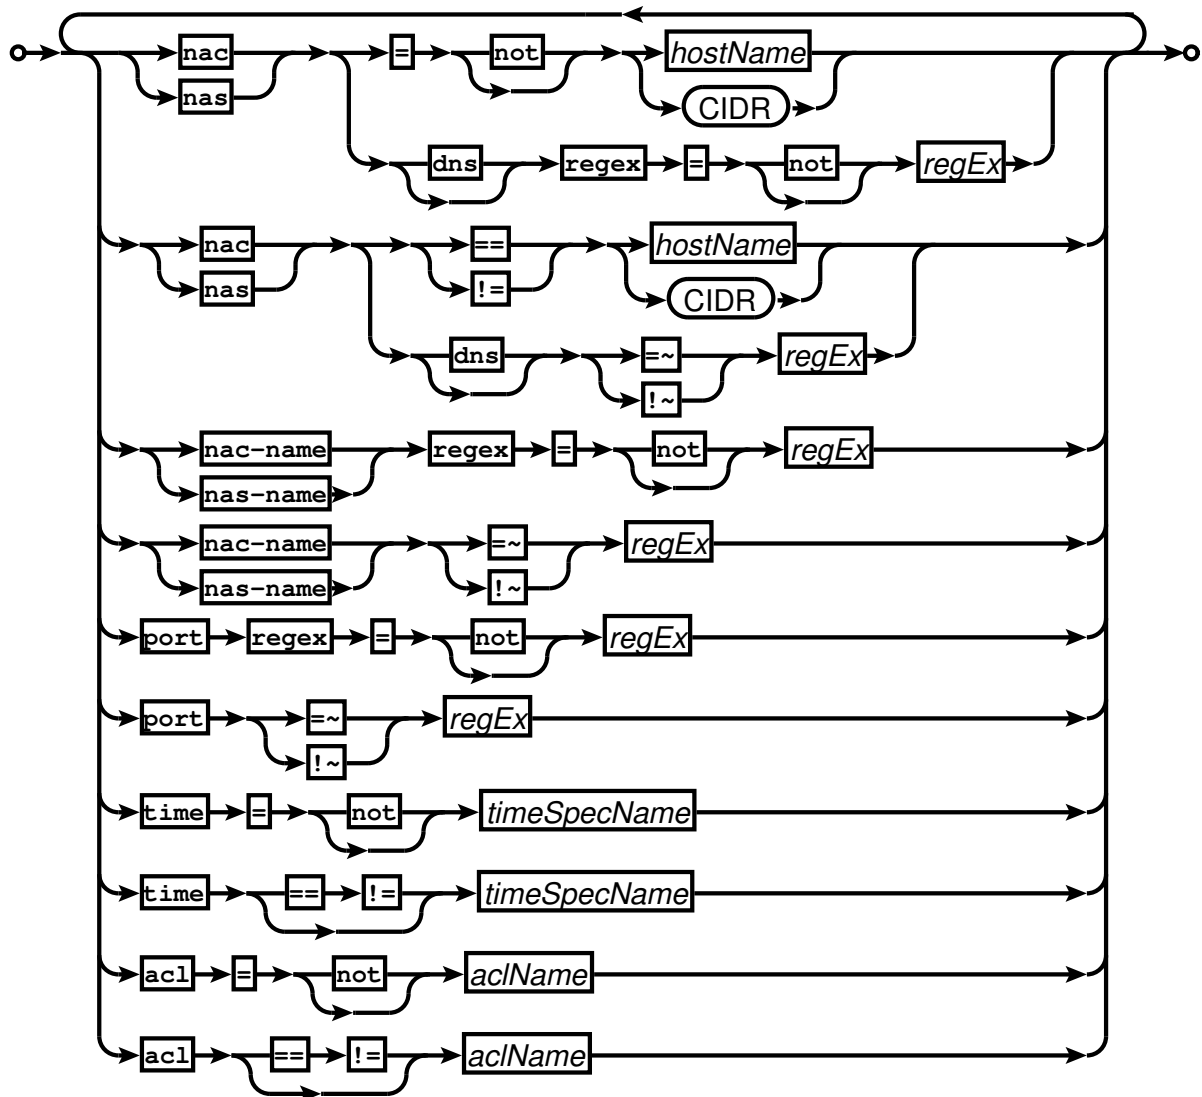 nac = not hostName
nas CIDR
dns regex = not regEx
nac == hostName
nas != CIDR
dns =~ regEx
!~
nac-name regex = not regEx
nas-name
nac-name =~ regEx
nas-name !~
port regex = not regEx
port =~ regEx
!~
time = not timeSpecName
time == != timeSpecName
acl = not aclName
acl == != aclName